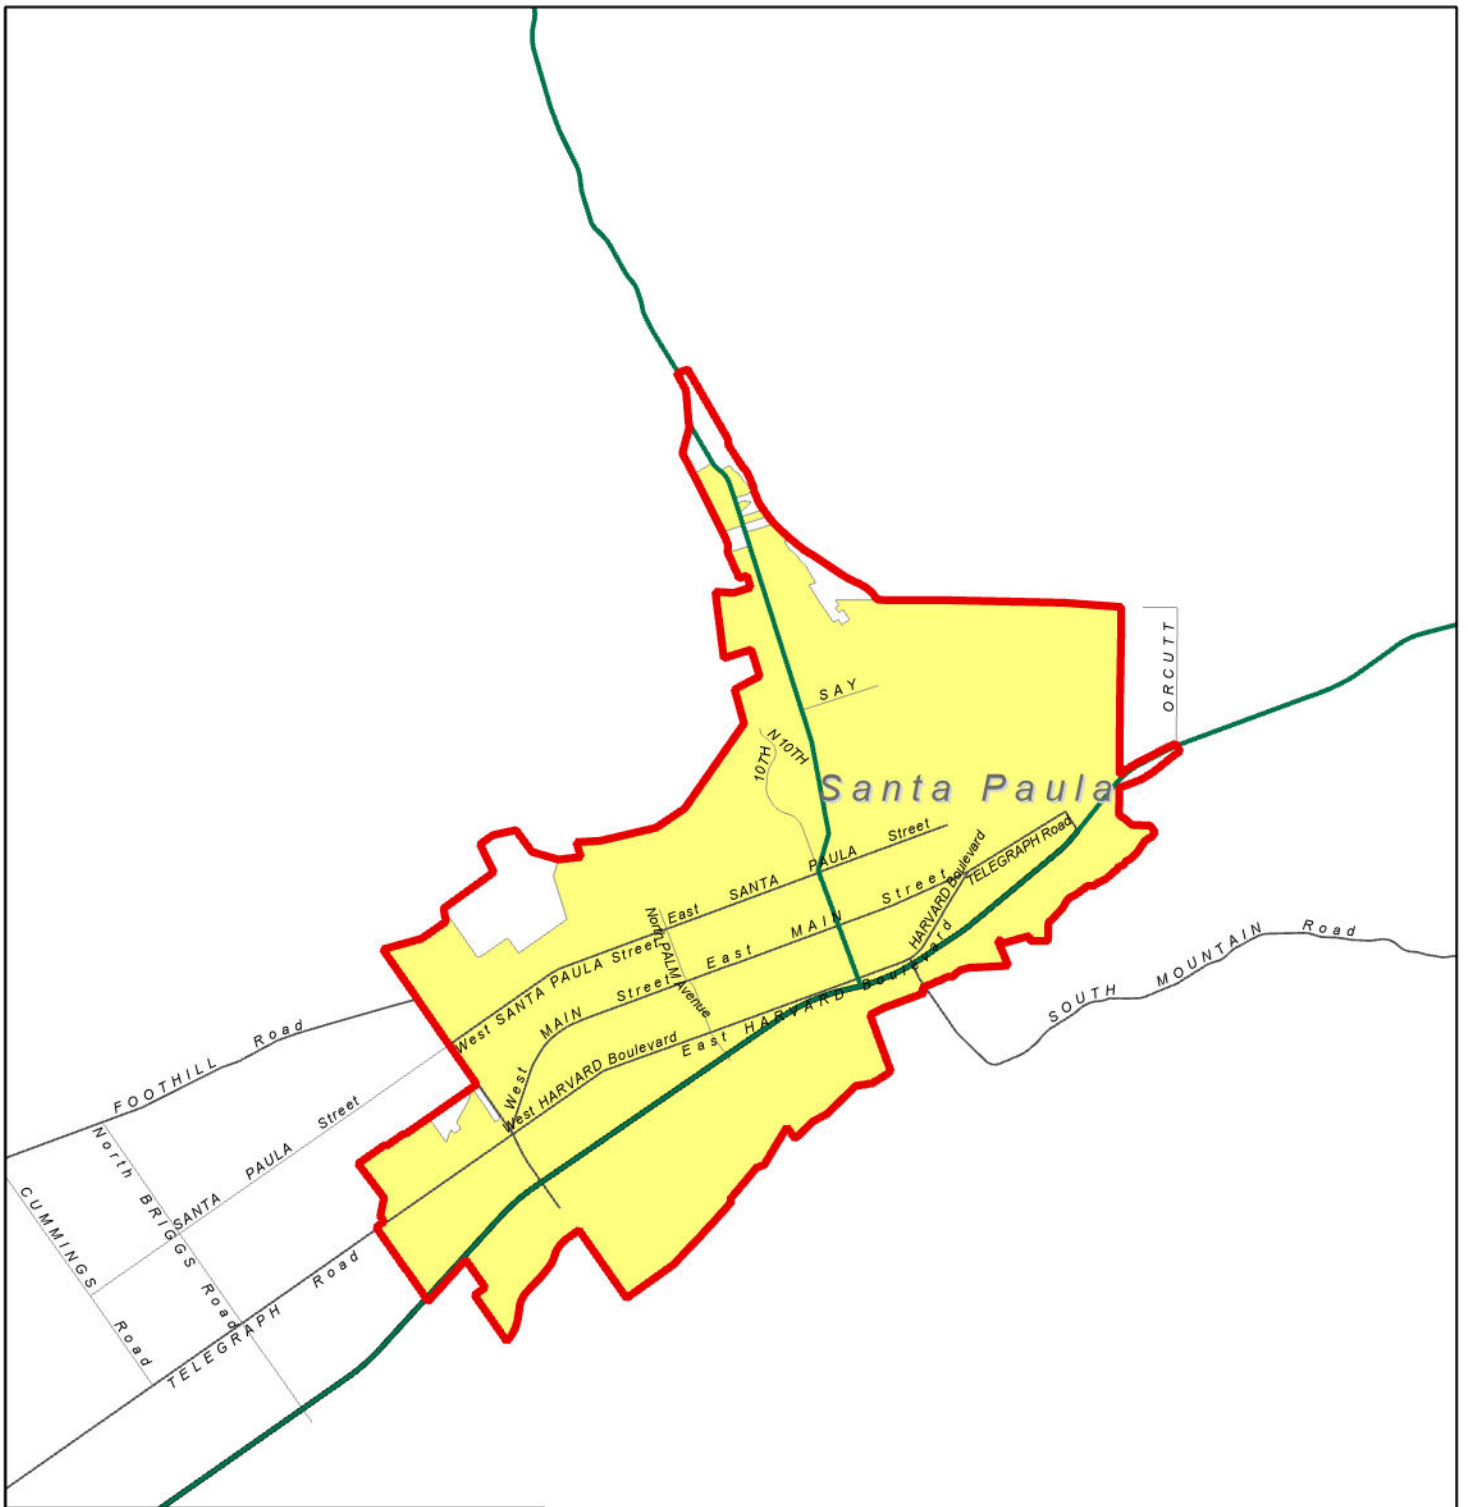 ORCUTT
SAY
N 10TH
10TH
Santa Paula
East SANTA PAULA Street
HARVARD Boulevard
TELEGRAPH Road
North PALM Avenue
East MAIN Street
West SANTA PAULA Street
West MAIN Street
West HARVARD Boulevard
East HARVARD Boulevard
SOUTH MOUNTAIN Road
FOOTHILL Road
SANTA PAULA Street
North BRIGGS Road
CUMMINGS Road
TELEGRAPH Road